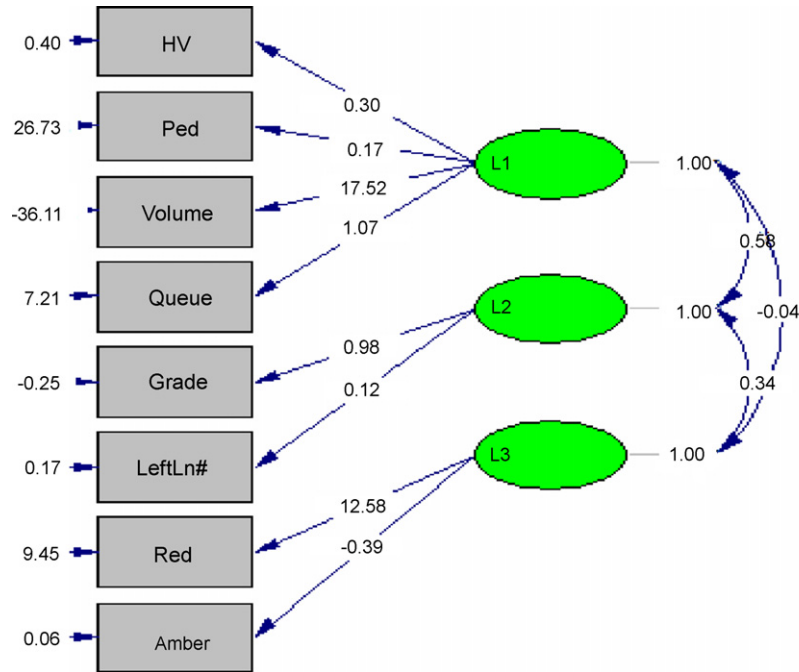 0.40 HV
0.30
26.73 Ped
0.17
L1 1.00
17.52
-36.11 Volume
1.07
0.58
7.21 Queue
L2 1.00 -0.04
0.98
-0.25 Grade
0.12
0.34
0.17 LeftLn#
L3 1.00
12.58
9.45 Red
-0.39
0.06 Amber